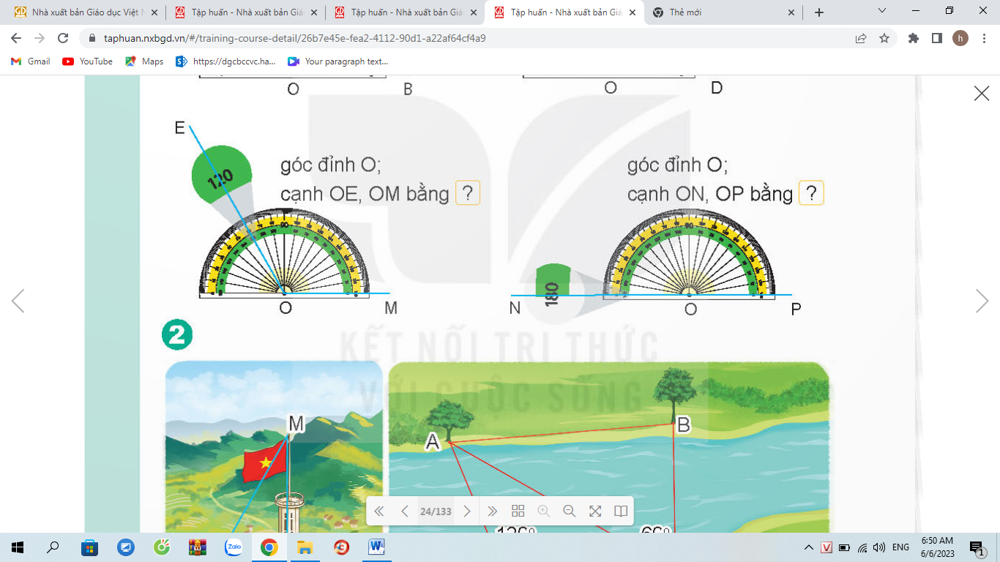 Nhà xuất bản Giáo dục Việt N
Tập huấn - Nhà xuất bản Giá
Tập huấn - Nhà xuất bản Giá
Tập huấn - Nhà xuất bản Giá
Thẻ mới
taphuan.nxbgd.vn/#/training-course-detail/26b7e45e-fea2-4112-90d1-a22af64cf4a9
h
Gmail
YouTube
Maps
https://dgcbccvc.ha...
Your paragraph text...
O
B
O
D
E
120
góc đỉnh O;
cạnh OE, OM bằng ?
90
O
M
góc đỉnh O;
cạnh ON, OP bằng ?
90
180
N
O
P
2
KẾT NỐI TRI THỨC
VỚI CUỘC SỐNG
M
A
B
24/133
Zalo
ENG
6:50 AM
6/6/2023
1